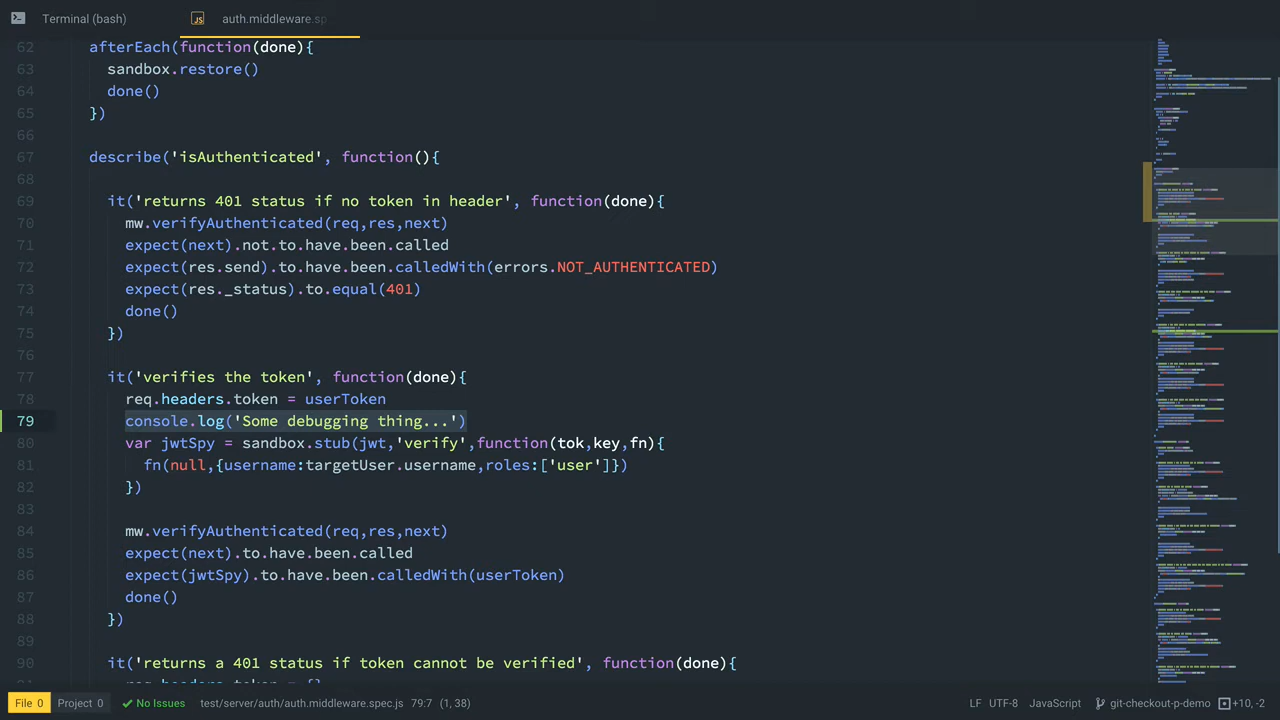 Terminal (bash)
JS
auth.middleware.sp
62 afterEach(function(done){
63 sandbox.restore()
64 done()
65 })
66
67 describe('isAuthenticated', function(){
68
69 it('returns 401 status if no token in ', function(done){
70 mw.verifyAuthenticated(req,res,next)
71 expect(next).not.to.have.been.called
72 expect(res.send).to.have.been.called error: NOT_AUTHENTICATED)
73 expect(res._status).to.equal(401)
74 done()
75 })
76
77 it('verifies the token', function(done
78 req.headers.token = userToken
79 console.log('Some debugging thing...
80 var jwtSpy = sandbox.stub(jwt,'verify',function(tok,key,fn){
81 fn(null,{username:targetUser.username, :['user']})
82 })
83
84 mw.verifyAuthenticated(req,res,next)
85 expect(next).to.have.been.called
86 expect(jwtSpy).to. called
87 done()
88 })
89
90 it('returns a 401 status if the token cannot be verified', function(done
File 0
Project 0
No Issues
test/server/auth/auth.middleware.spec.js
79:7
(1, 38)
LF
UTF-8
JavaScript
git-checkout-p-demo
+10, -2